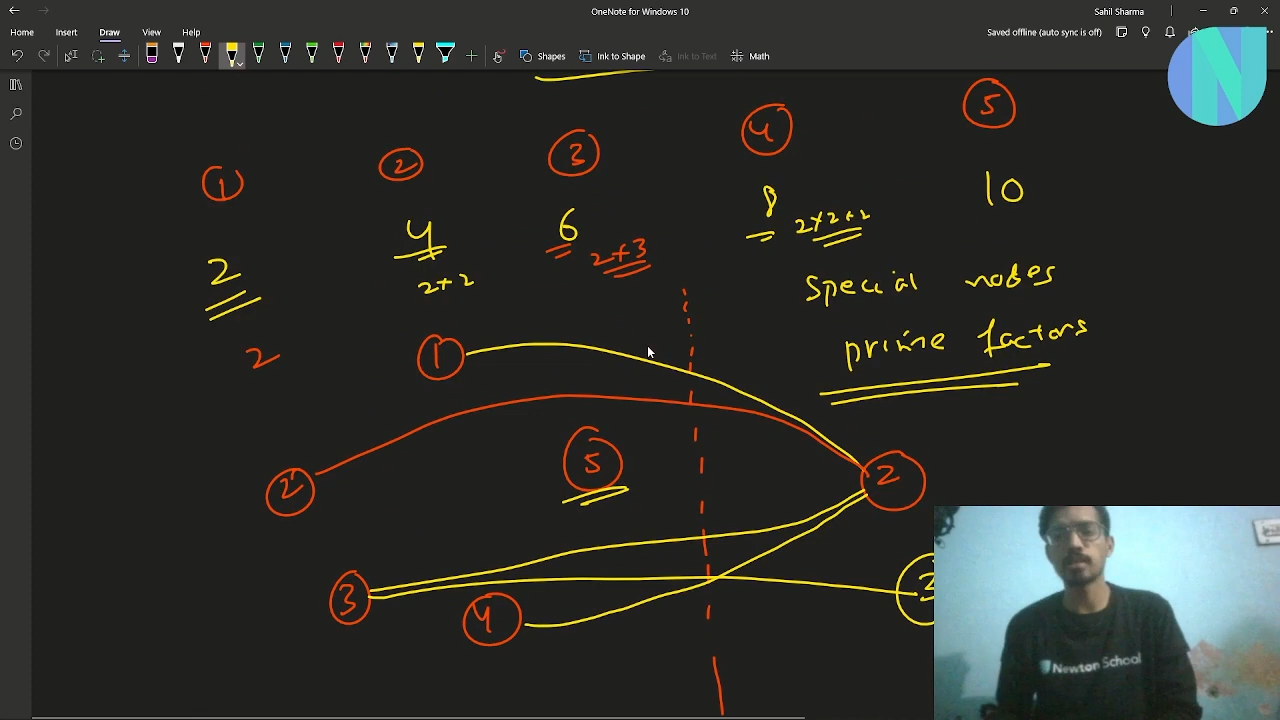 OneNote for Windows 10
Sahil Sharma
Home Insert Draw View Help
Saved offline (auto sync is off)
Shapes Ink to Shape Ink to Text Math
1 2 3 4 5
2 4 6 8 10
2+2 2+3 2+2+2
special nodes
prime factors
2
1
2
5
2
3
3
4
Newton School
N